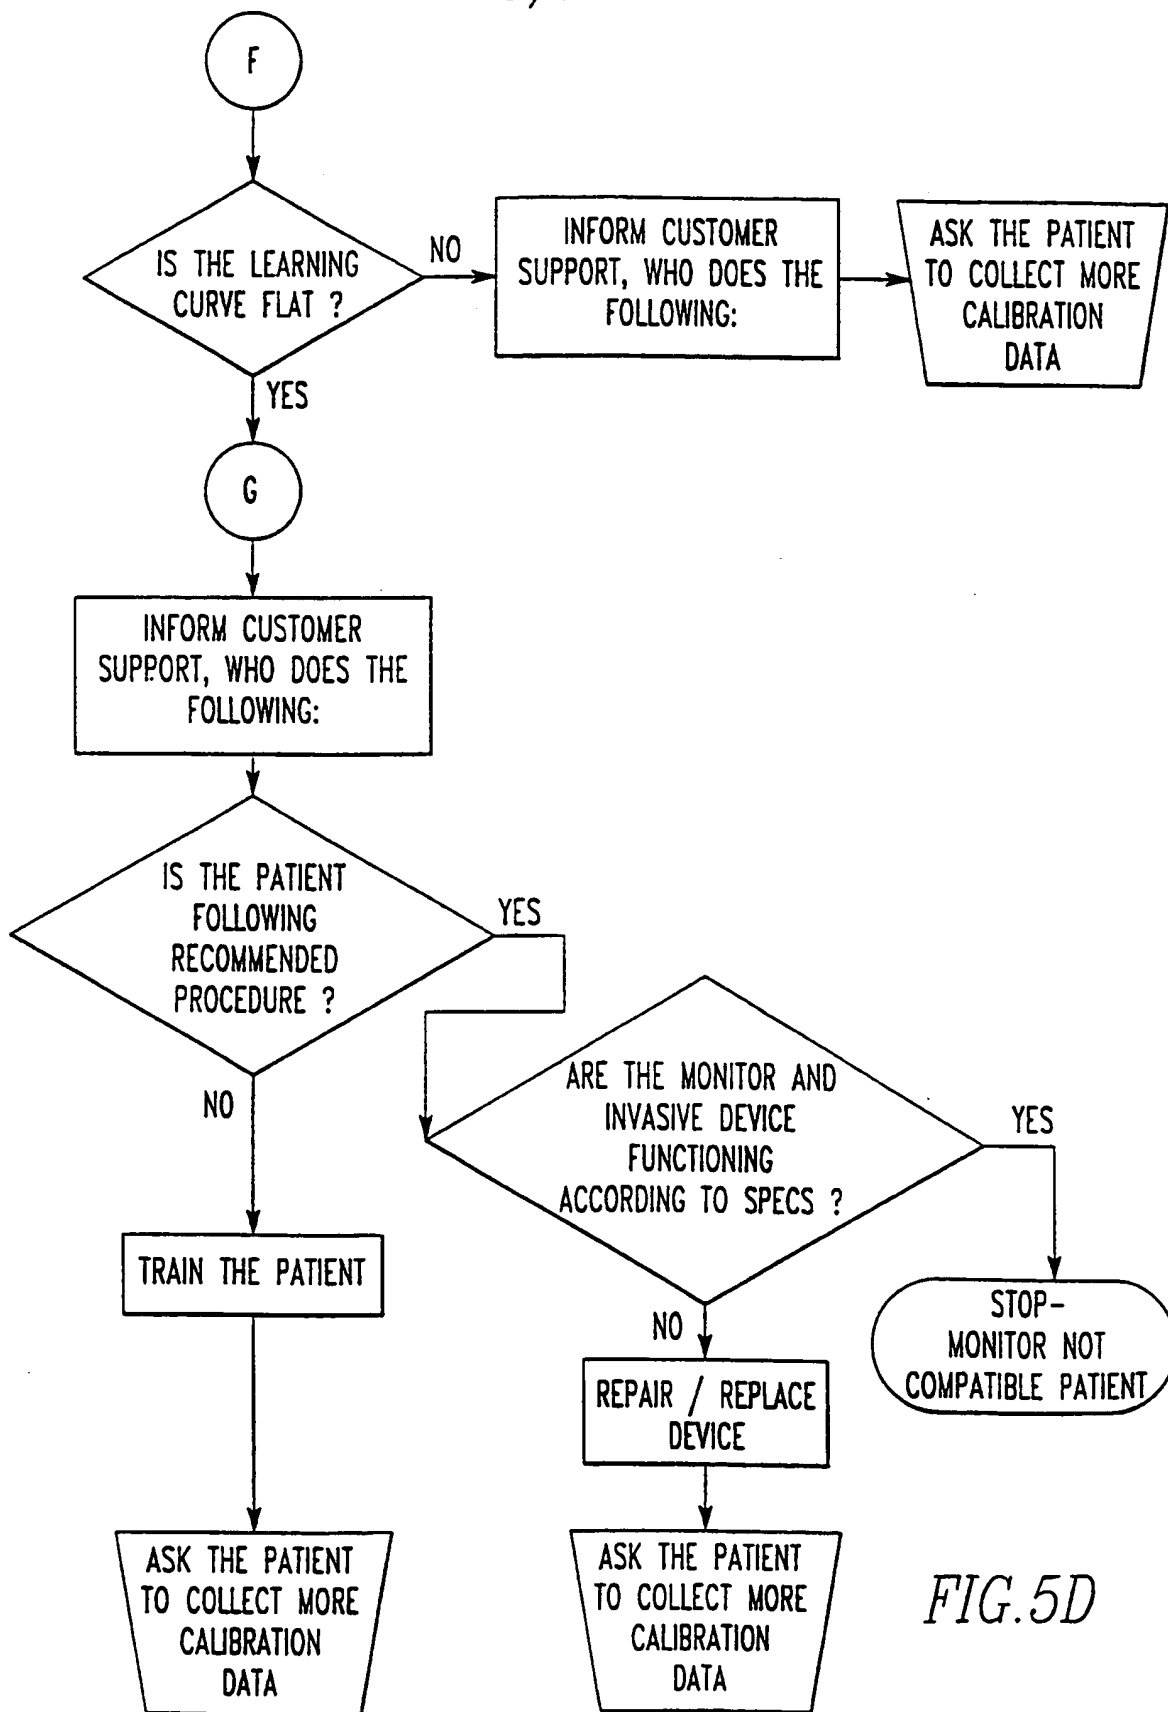 F
IS THE LEARNING
CURVE FLAT ?
NO
INFORM CUSTOMER
SUPPORT, WHO DOES THE
FOLLOWING:
ASK THE PATIENT
TO COLLECT MORE
CALIBRATION
DATA
YES
G
INFORM CUSTOMER
SUPPORT, WHO DOES THE
FOLLOWING:
IS THE PATIENT
FOLLOWING
RECOMMENDED
PROCEDURE ?
YES
NO
ARE THE MONITOR AND
INVASIVE DEVICE
FUNCTIONING
ACCORDING TO SPECS ?
YES
TRAIN THE PATIENT
NO
STOP-
MONITOR NOT
COMPATIBLE PATIENT
REPAIR / REPLACE
DEVICE
ASK THE PATIENT
TO COLLECT MORE
CALIBRATION
DATA
ASK THE PATIENT
TO COLLECT MORE
CALIBRATION
DATA
FIG.5D